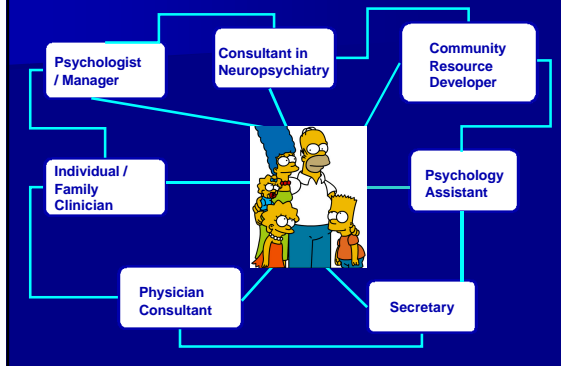 Psychologist
/ Manager
Consultant in
Neuropsychiatry
Community
Resource
Developer
Individual /
Family
Clinician
Psychology
Assistant
Physician
Consultant
Secretary